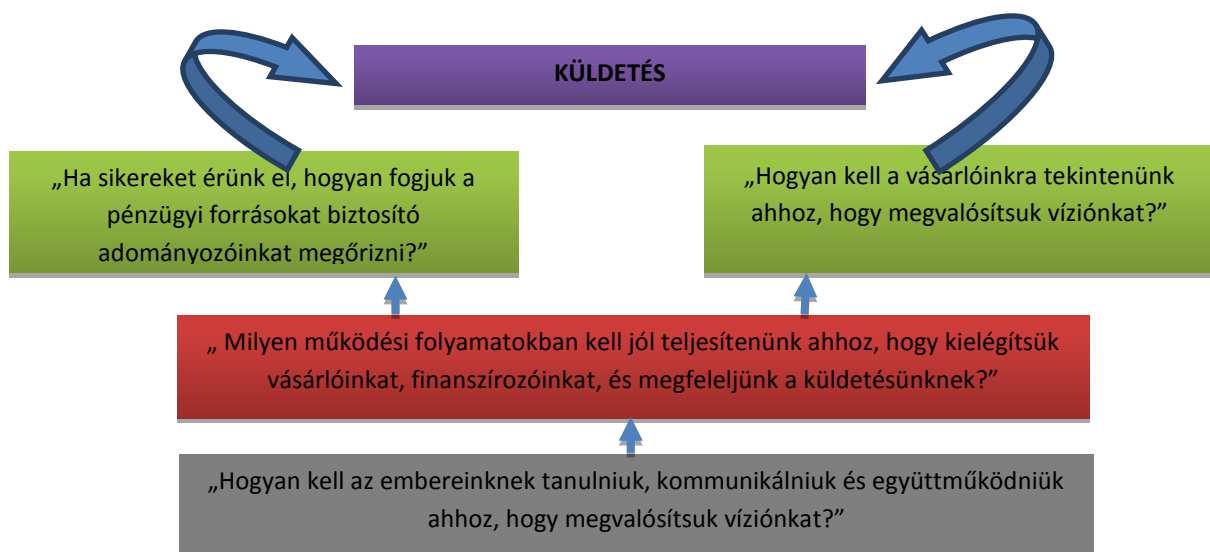 KÜLDETÉS
„Ha sikereket érünk el, hogyan fogjuk a
pénzügyi forrásokat biztosító
adományozóinkat megőrizni?”
„Hogyan kell a vásárlóinkra tekintenünk
ahhoz, hogy megvalósítsuk víziónkat?”
„ Milyen működési folyamatokban kell jól teljesítenünk ahhoz, hogy kielégítsük
vásárlóinkat, finanszírozóinkat, és megfeleljünk a küldetésünknek?”
„Hogyan kell az embereinknek tanulniuk, kommunikálniuk és együttműködniük
ahhoz, hogy megvalósítsuk víziónkat?”